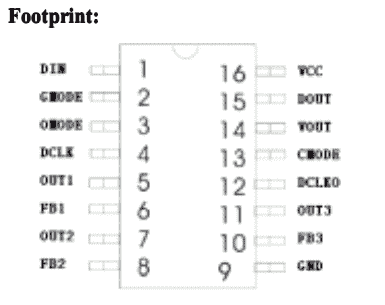 Footprint:
DIN 1 16 VCC
GMODE 2 15 DOUT
OMODE 3 14 VOUT
DCLK 4 13 CMODE
OUT1 5 12 DCLKO
FB1 6 11 OUT3
OUT2 7 10 FB3
FB2 8 9 GND